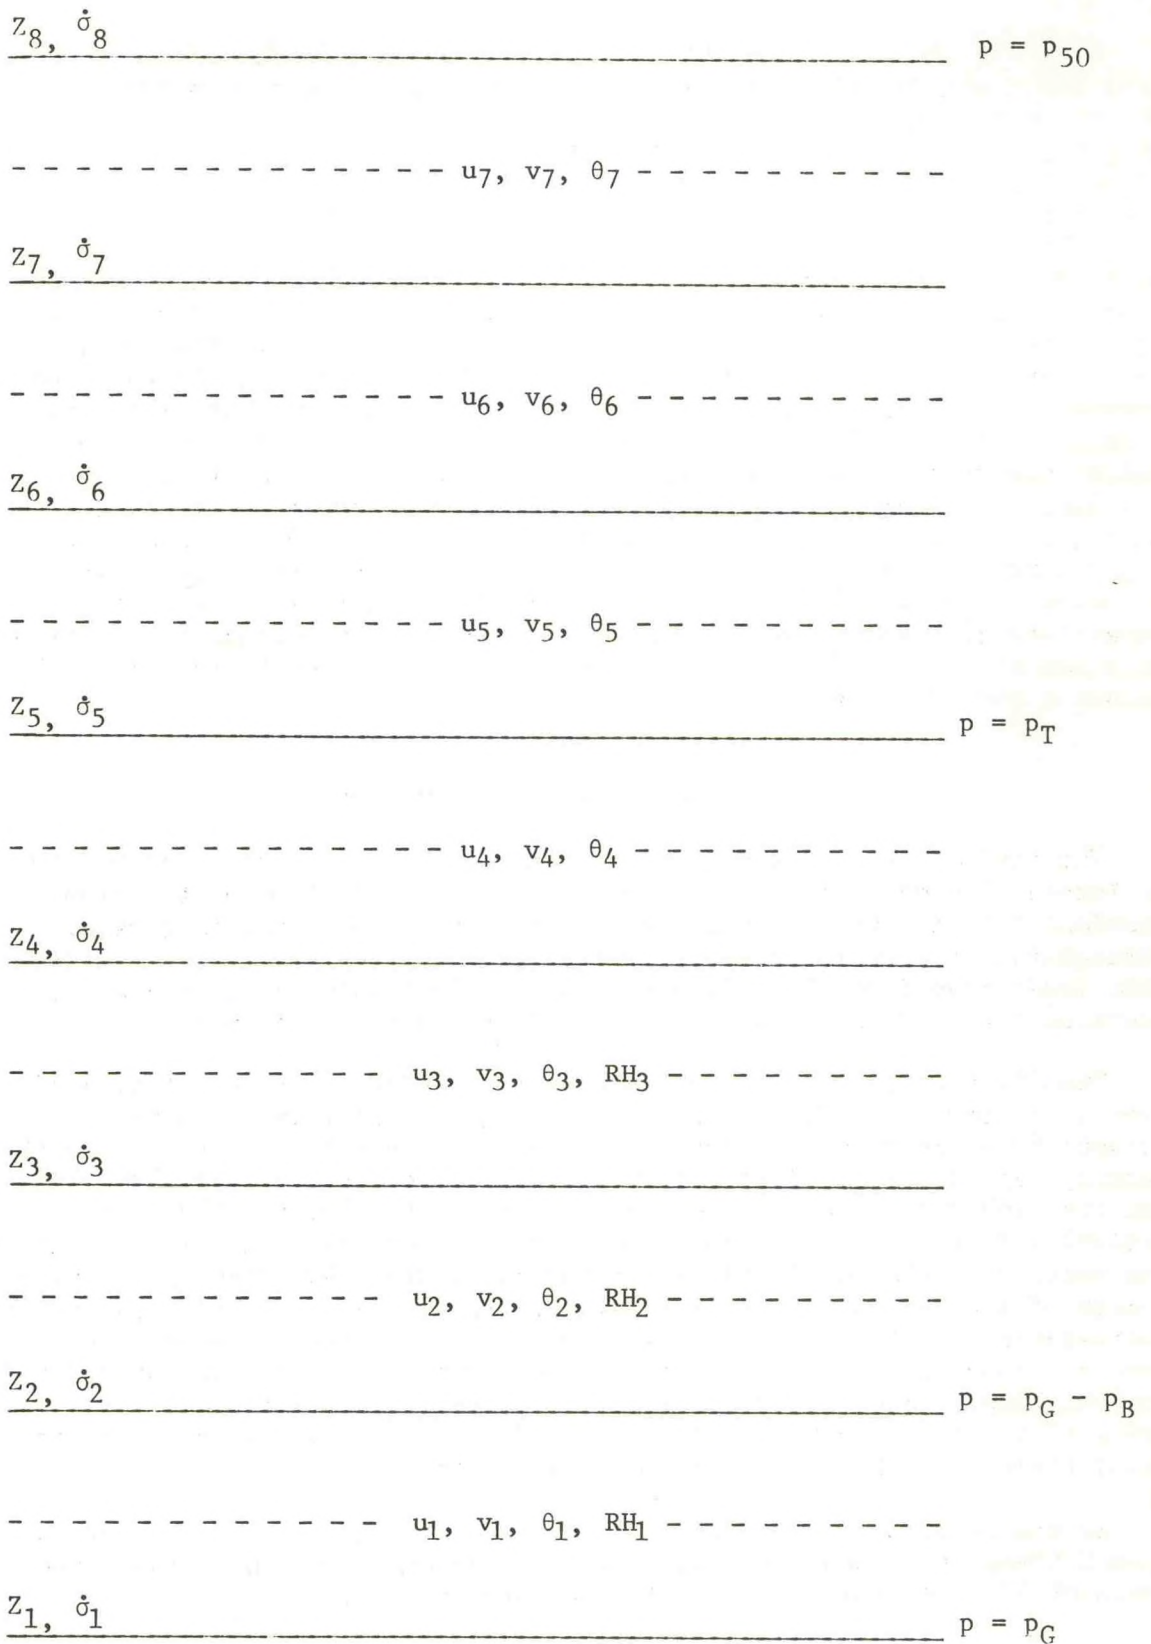 Z8, σ̇8 p = p50
u7, v7, θ7
Z7, σ̇7
u6, v6, θ6
Z6, σ̇6
u5, v5, θ5
Z5, σ̇5 p = pT
u4, v4, θ4
Z4, σ̇4
u3, v3, θ3, RH3
Z3, σ̇3
u2, v2, θ2, RH2
Z2, σ̇2 p = pG - pB
u1, v1, θ1, RH1
Z1, σ̇1 p = pG